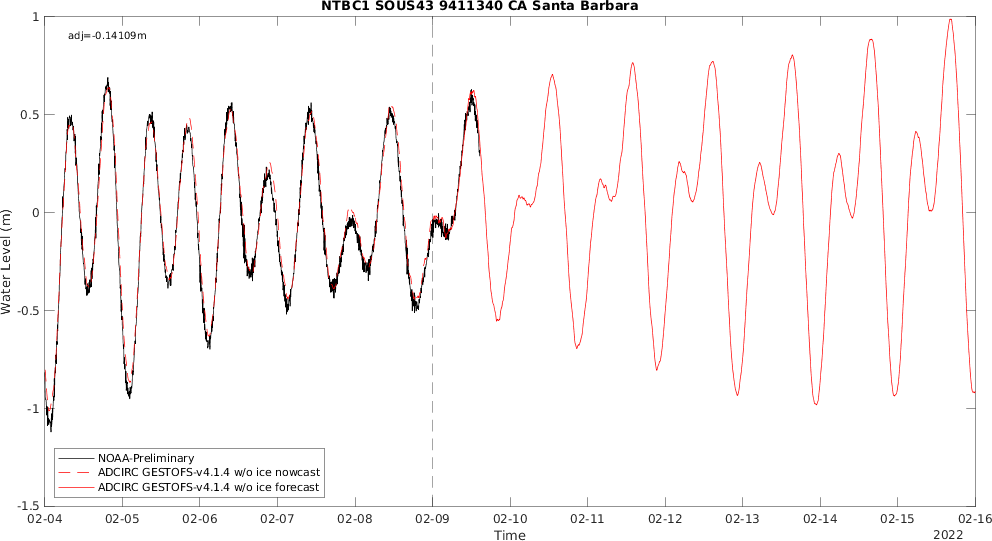 NTBC1 SOUS43 9411340 CA Santa Barbara
adj=-0.14109m
1
0.5
0
-0.5
-1
-1.5
Water Level (m)
NOAA-Preliminary
ADCIRC GESTOFS-v4.1.4 w/o ice nowcast
ADCIRC GESTOFS-v4.1.4 w/o ice forecast
02-04 02-05 02-06 02-07 02-08 02-09 02-10 02-11 02-12 02-13 02-14 02-15 02-16
Time
2022